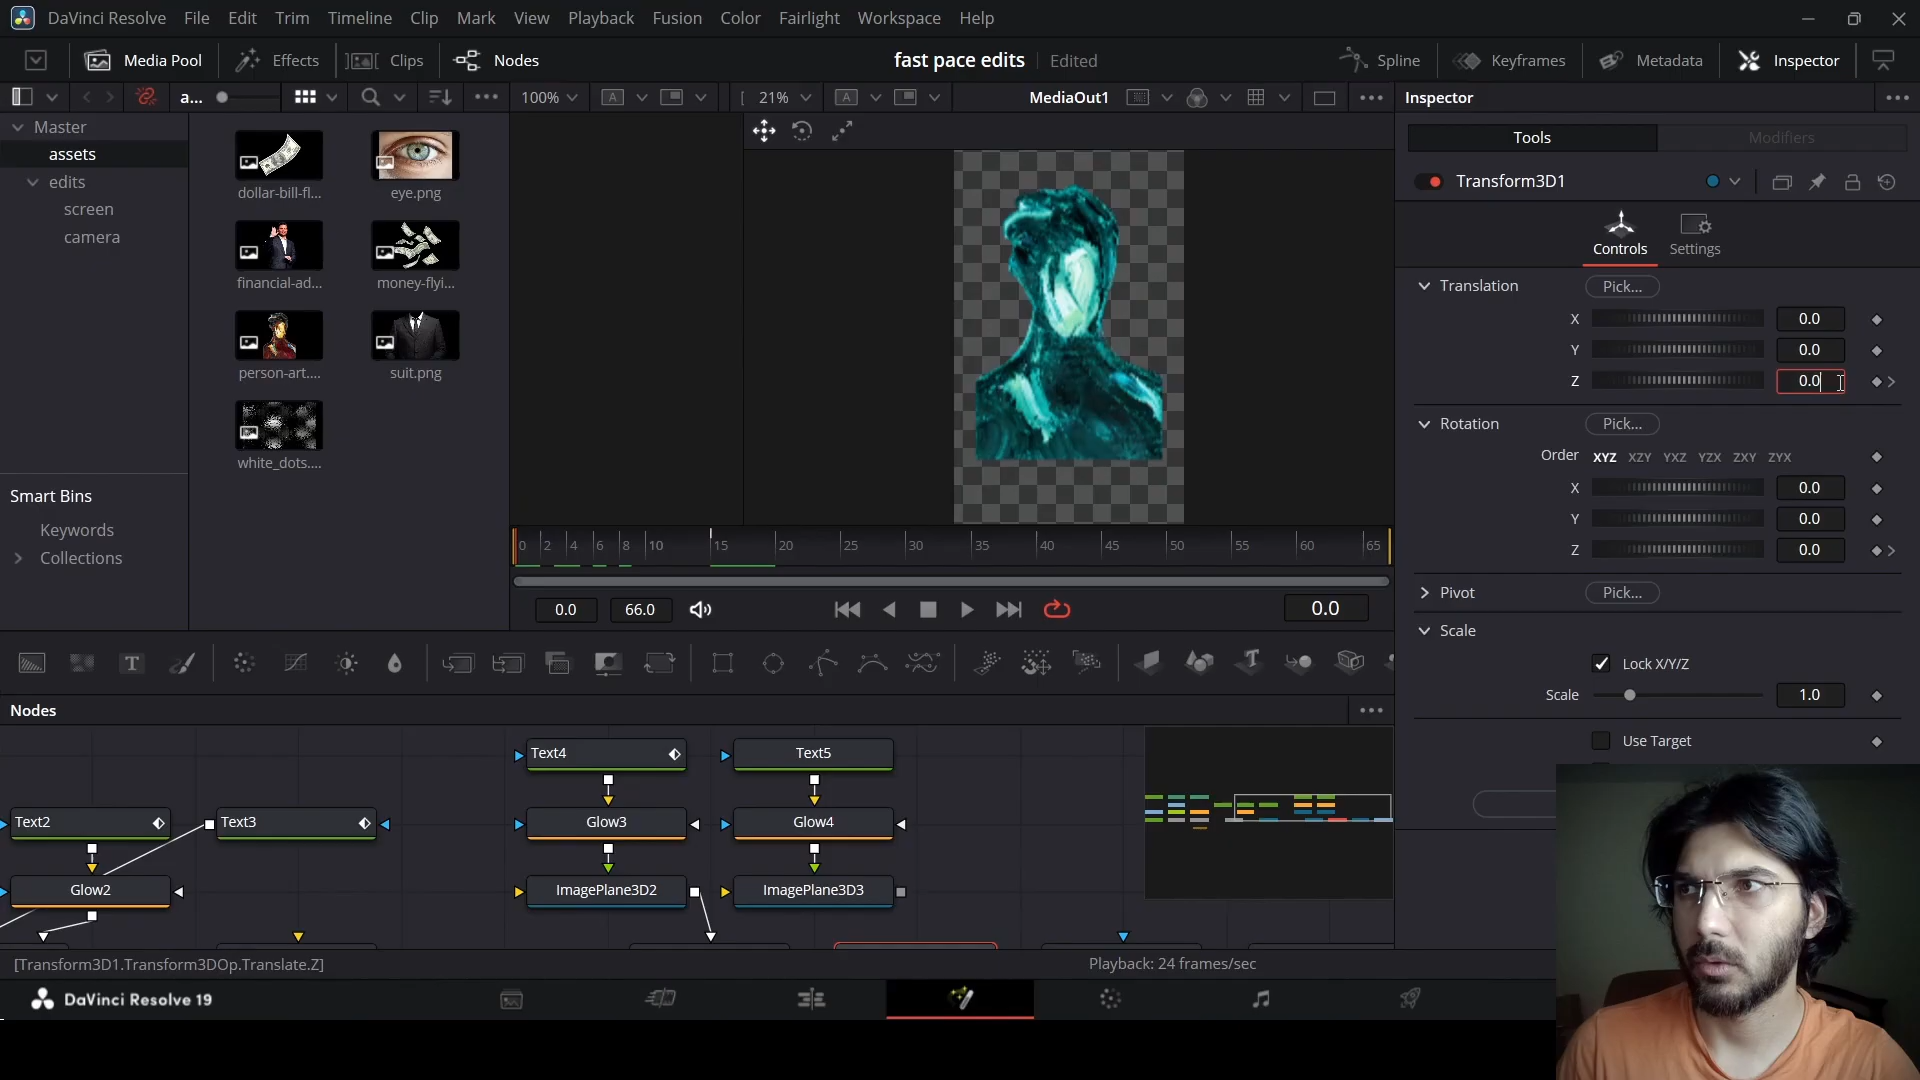 DaVinci Resolve File Edit Trim Timeline Clip Mark View Playback Fusion Color Fairlight Workspace Help
Media Pool Effects Clips Nodes fast pace edits Edited Spline Keyframes Metadata Inspector
a... 100% A 21% A MediaOut1 Inspector
Master
assets
edits
screen
camera
dollar-bill-fl...
eye.png
financial-ad...
money-flyi...
person-art....
suit.png
white_dots....
Smart Bins
Keywords
Collections
0 2 4 6 8 10 15 20 25 30 35 40 45 50 55 60 65
0.0 66.0 0.0
Tools Modifiers
Transform3D1
Controls Settings
Translation Pick...
X 0.0
Y 0.0
Z 0.0
Rotation Pick...
Order XYZ XZY YXZ YZX ZXY ZYX
X 0.0
Y 0.0
Z 0.0
Pivot Pick...
Scale
Lock X/Y/Z
Scale 1.0
Use Target
T T
Nodes
Text4 Text5
Text2 Text3 Glow3 Glow4
Glow2 ImagePlane3D2 ImagePlane3D3
[Transform3D1.Transform3DOp.Translate.Z] Playback: 24 frames/sec
DaVinci Resolve 19